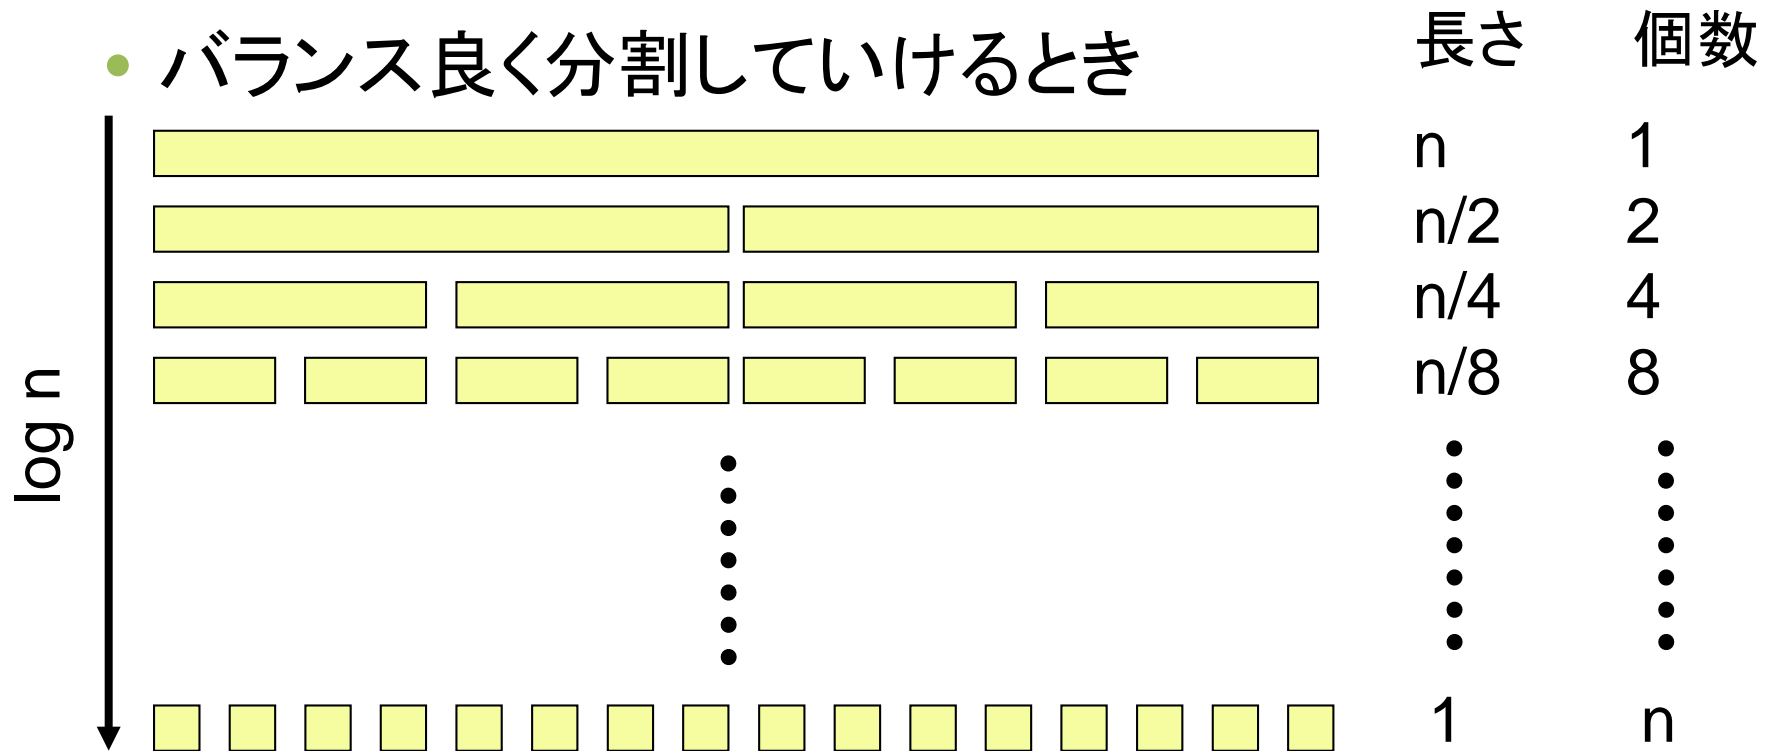 長さ 個数
• バランス良く分割していけるとき
n 1
n/2 2
n/4 4
n/8 8
log n
1 n